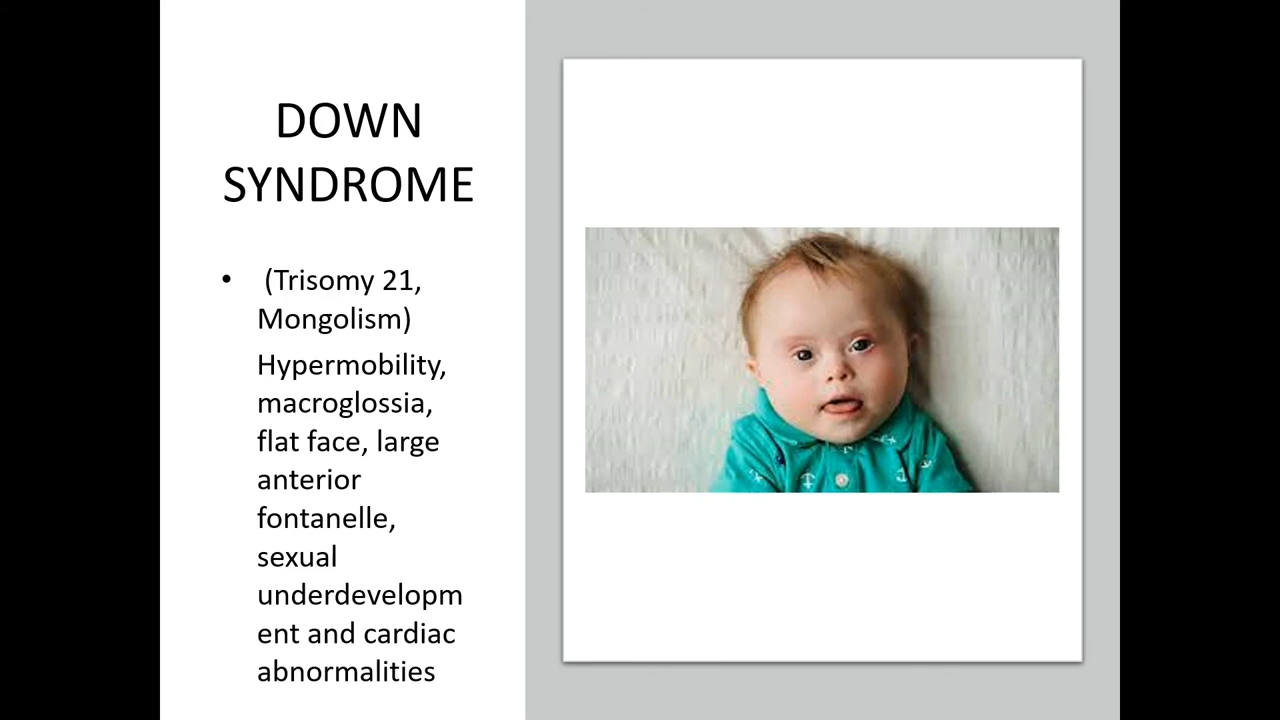 DOWN
SYNDROME
• (Trisomy 21,
Mongolism)
Hypermobility,
macroglossia,
flat face, large
anterior
fontanelle,
sexual
underdevelopm
ent and cardiac
abnormalities